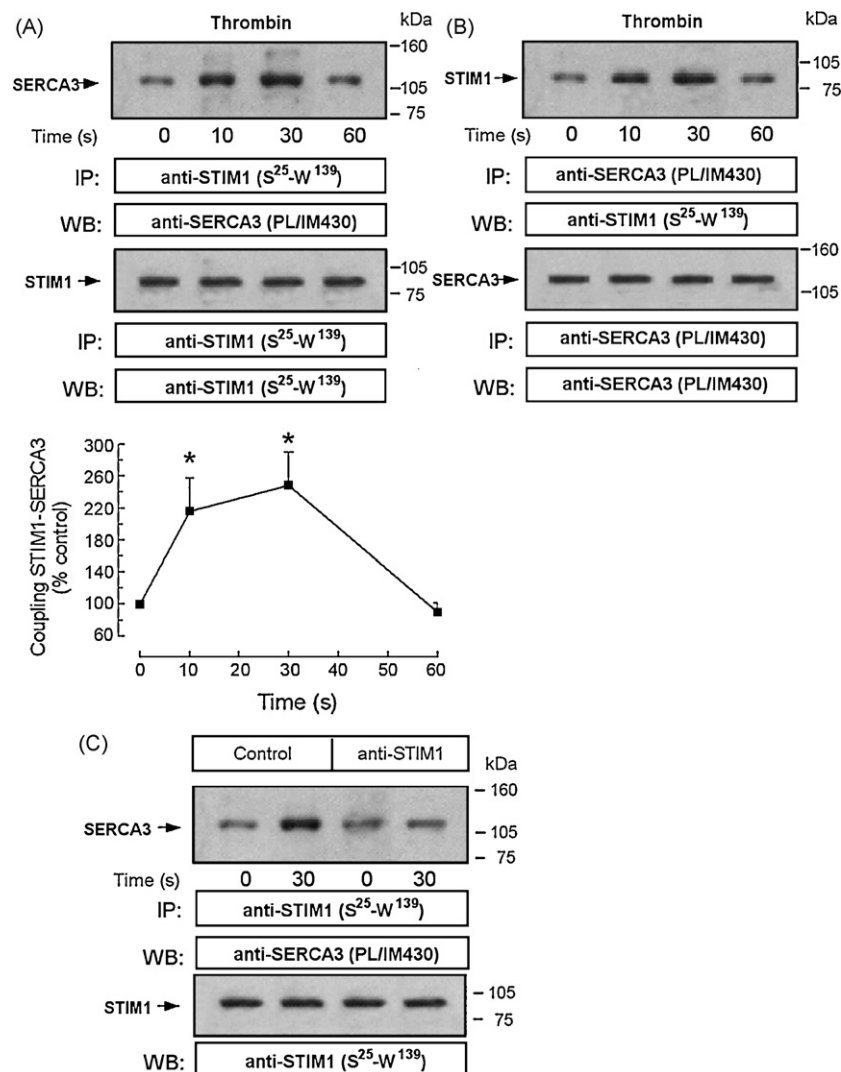 (A)
Thrombin
kDa
SERCA3
160
105
75
Time (s) 0 10 30 60
IP: anti-STIM1 (S25-W139)
WB: anti-SERCA3 (PL/IM430)
STIM1
105
75
IP: anti-STIM1 (S25-W139)
WB: anti-STIM1 (S25-W139)
Coupling STIM1-SERCA3
(% control)
300
260
220
180
140
100
60
* *
0 10 20 30 40 50 60
Time (s)
(B)
Thrombin
kDa
STIM1
105
75
Time (s) 0 10 30 60
IP: anti-SERCA3 (PL/IM430)
WB: anti-STIM1 (S25-W139)
SERCA3
160
105
IP: anti-SERCA3 (PL/IM430)
WB: anti-SERCA3 (PL/IM430)
(C)
Control anti-STIM1
kDa
SERCA3
160
105
75
Time (s) 0 30 0 30
IP: anti-STIM1 (S25-W139)
WB: anti-SERCA3 (PL/IM430)
STIM1
105
75
WB: anti-STIM1 (S25-W139)